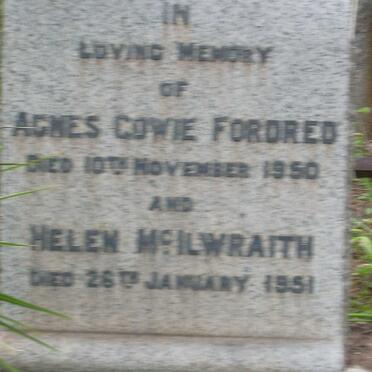 IN
LOVING MEMORY
OF
AGNES COWIE FORDRED
DIED 10TH NOVEMBER 1950
AND
HELEN MCILWRAITH
DIED 26TH JANUARY 1951